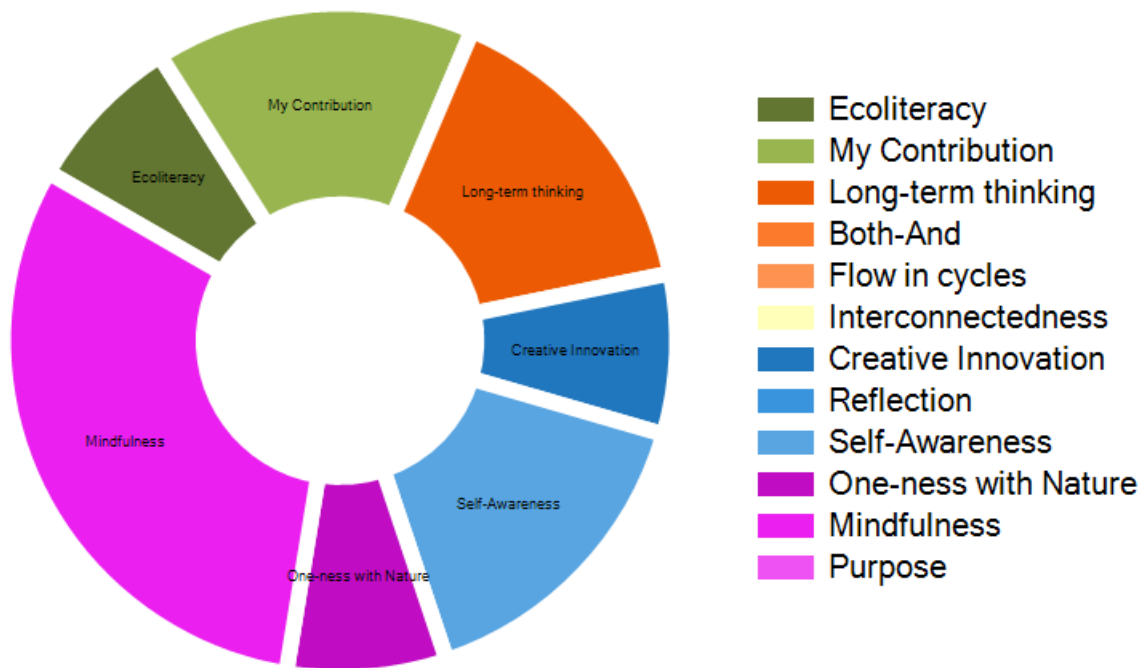 My Contribution
Ecoliteracy
Long-term thinking
Creative Innovation
Mindfulness
Self-Awareness
One-ness with Nature
Ecoliteracy
My Contribution
Long-term thinking
Both-And
Flow in cycles
Interconnectedness
Creative Innovation
Reflection
Self-Awareness
One-ness with Nature
Mindfulness
Purpose